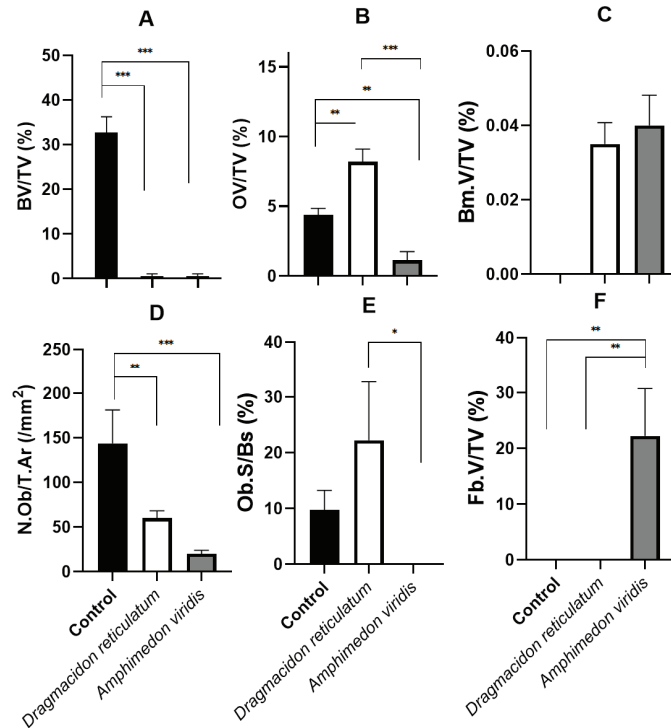 A
BV/TV (%)
50
40
30
20
10
0
***
***
B
OV/TV (%)
15
10
5
0
***
**
**
C
Bm.V/TV (%)
0.06
0.04
0.02
0.00
D
N.Ob/T.Ar (/mm²)
250
200
150
100
50
0
***
**
Control
Dragmacidon reticulatum
Amphimedon viridis
E
Ob.S/Bs (%)
40
30
20
10
0
*
Control
Dragmacidon reticulatum
Amphimedon viridis
F
Fb.V/TV (%)
40
30
20
10
0
**
**
Control
Dragmacidon reticulatum
Amphimedon viridis